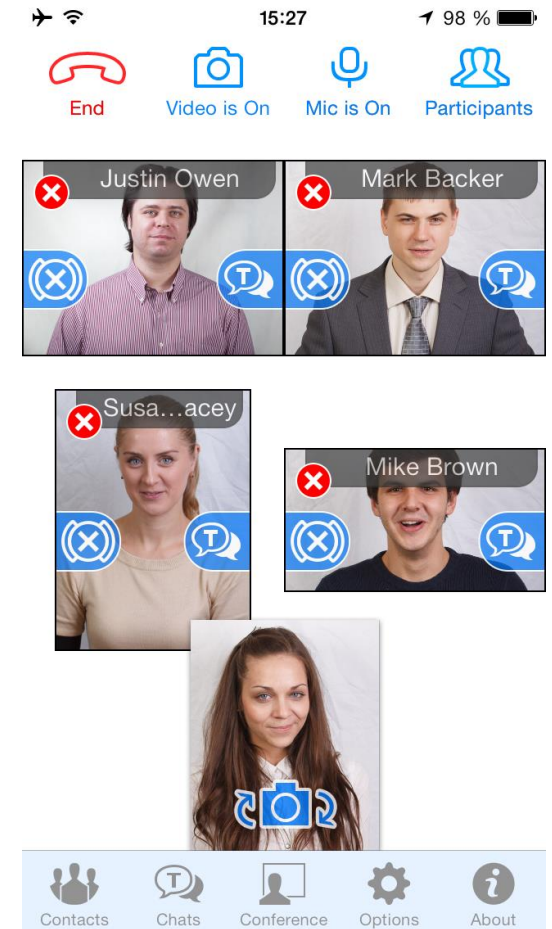 15:27
98 %
End
Video is On
Mic is On
Participants
Justin Owen
Mark Backer
Susa...acey
Mike Brown
T
T
T
T
T
Contacts
Chats
Conference
Options
About